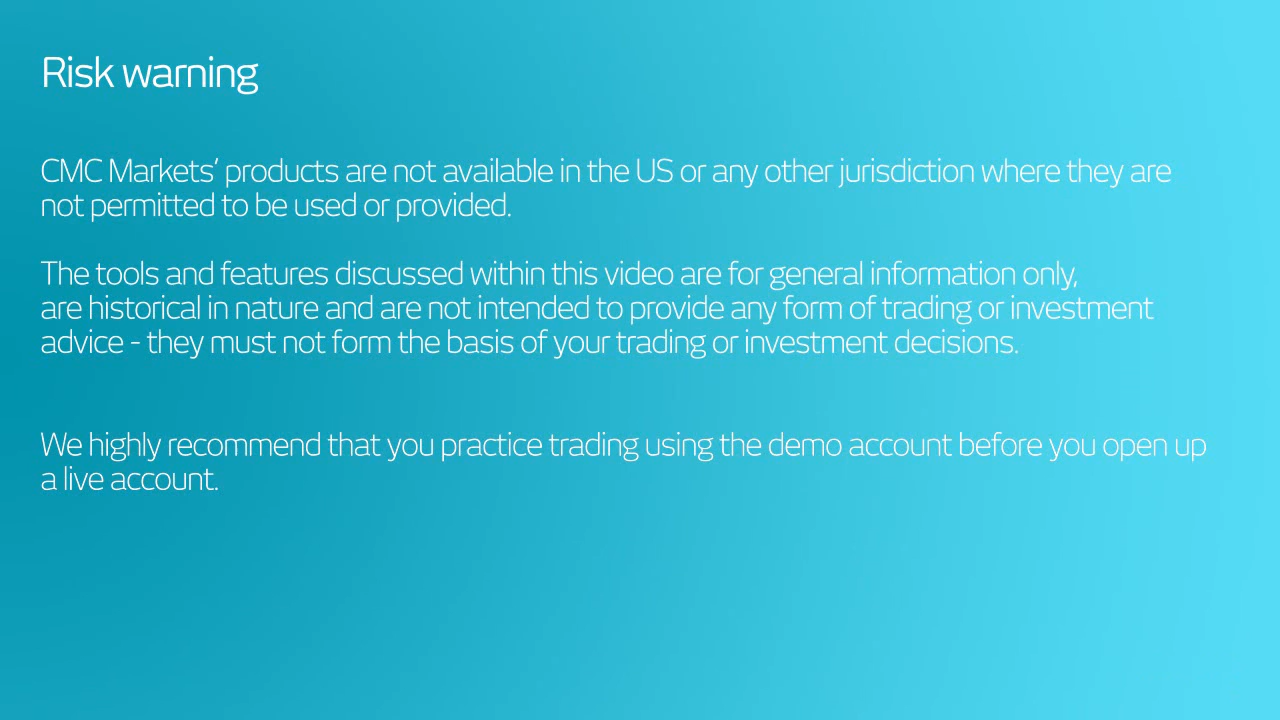 Risk warning
CMC Markets‘ products are not available in the US or any other jurisdiction where they are
not permitted to be used or provided.
The tools and features discussed within this video are for general information only,
are historical in nature and are not intended to provide any form of trading or investment
advice - they must not form the basis of your trading or investment decisions.
We highly recommend that you practice trading using the demo account before you open up
a live account.